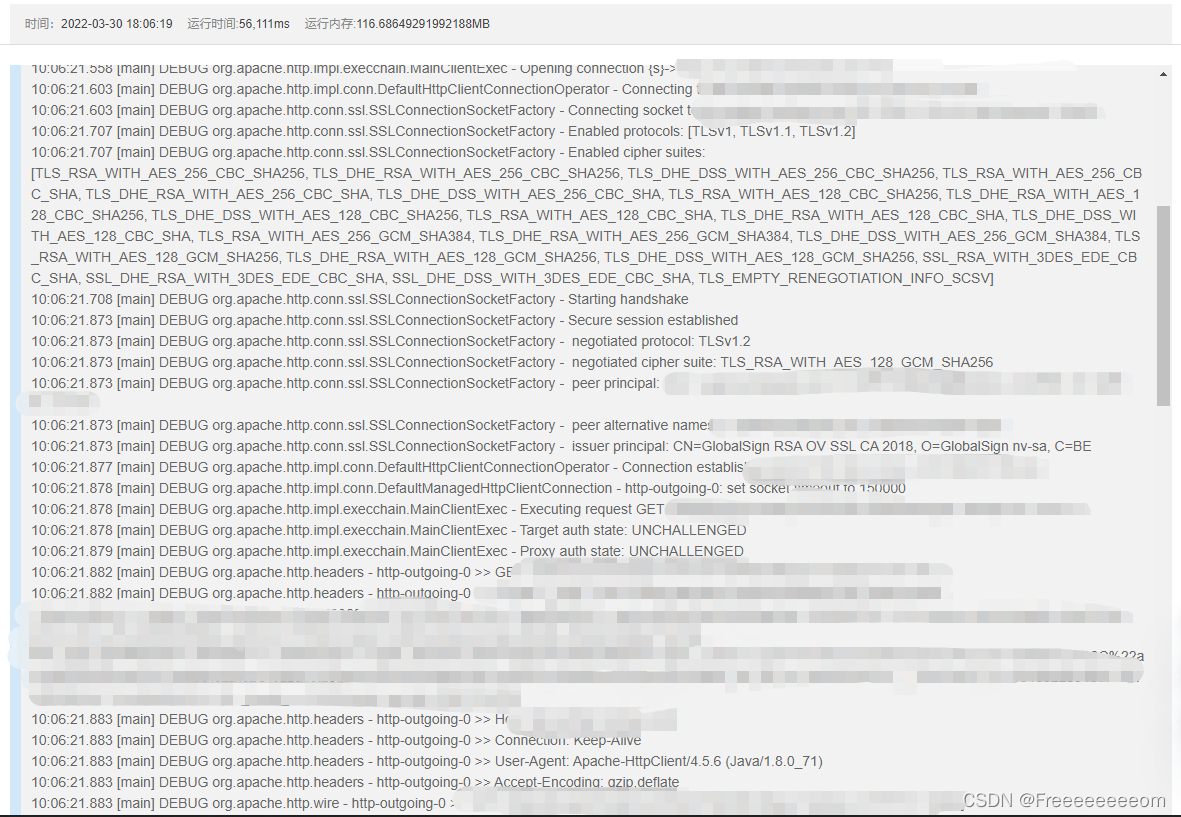 时间：2022-03-30 18:06:19 运行时间:56,111ms 运行内存:116.68649291992188MB
10:06:21.558 [main] DEBUG org.apache.http.impl.execchain.MainClientExec - Opening connection {s}->
10:06:21.603 [main] DEBUG org.apache.http.impl.conn.DefaultHttpClientConnectionOperator - Connecting
10:06:21.603 [main] DEBUG org.apache.http.conn.ssl.SSLConnectionSocketFactory - Connecting socket
10:06:21.707 [main] DEBUG org.apache.http.conn.ssl.SSLConnectionSocketFactory - Enabled protocols: [TLSv1, TLSv1.1, TLSv1.2]
10:06:21.707 [main] DEBUG org.apache.http.conn.ssl.SSLConnectionSocketFactory - Enabled cipher suites:
[TLS_RSA_WITH_AES_256_CBC_SHA256, TLS_DHE_RSA_WITH_AES_256_CBC_SHA256, TLS_DHE_DSS_WITH_AES_256_CBC_SHA256, TLS_RSA_WITH_AES_256_CB
C_SHA, TLS_DHE_RSA_WITH_AES_256_CBC_SHA, TLS_DHE_DSS_WITH_AES_256_CBC_SHA, TLS_RSA_WITH_AES_128_CBC_SHA256, TLS_DHE_RSA_WITH_AES_1
28_CBC_SHA256, TLS_DHE_DSS_WITH_AES_128_CBC_SHA256, TLS_RSA_WITH_AES_128_CBC_SHA, TLS_DHE_RSA_WITH_AES_128_CBC_SHA, TLS_DHE_DSS_WI
TH_AES_128_CBC_SHA, TLS_RSA_WITH_AES_256_GCM_SHA384, TLS_DHE_RSA_WITH_AES_256_GCM_SHA384, TLS_DHE_DSS_WITH_AES_256_GCM_SHA384, TLS
_RSA_WITH_AES_128_GCM_SHA256, TLS_DHE_RSA_WITH_AES_128_GCM_SHA256, TLS_DHE_DSS_WITH_AES_128_GCM_SHA256, SSL_RSA_WITH_3DES_EDE_CB
C_SHA, SSL_DHE_RSA_WITH_3DES_EDE_CBC_SHA, SSL_DHE_DSS_WITH_3DES_EDE_CBC_SHA, TLS_EMPTY_RENEGOTIATION_INFO_SCSV]
10:06:21.708 [main] DEBUG org.apache.http.conn.ssl.SSLConnectionSocketFactory - Starting handshake
10:06:21.873 [main] DEBUG org.apache.http.conn.ssl.SSLConnectionSocketFactory - Secure session established
10:06:21.873 [main] DEBUG org.apache.http.conn.ssl.SSLConnectionSocketFactory - negotiated protocol: TLSv1.2
10:06:21.873 [main] DEBUG org.apache.http.conn.ssl.SSLConnectionSocketFactory - negotiated cipher suite: TLS_RSA_WITH_AES_128_GCM_SHA256
10:06:21.873 [main] DEBUG org.apache.http.conn.ssl.SSLConnectionSocketFactory - peer principal:
10:06:21.873 [main] DEBUG org.apache.http.conn.ssl.SSLConnectionSocketFactory - peer alternative names
10:06:21.873 [main] DEBUG org.apache.http.conn.ssl.SSLConnectionSocketFactory - issuer principal: CN=GlobalSign RSA OV SSL CA 2018, O=GlobalSign nv-sa, C=BE
10:06:21.877 [main] DEBUG org.apache.http.impl.conn.DefaultHttpClientConnectionOperator - Connection
10:06:21.878 [main] DEBUG org.apache.http.impl.conn.DefaultManagedHttpClientConnection - http-outgoing-0: set socket timeout to 150000
10:06:21.878 [main] DEBUG org.apache.http.impl.execchain.MainClientExec - Executing request GET
10:06:21.878 [main] DEBUG org.apache.http.impl.execchain.MainClientExec - Target auth state: UNCHALLENGED
10:06:21.879 [main] DEBUG org.apache.http.impl.execchain.MainClientExec - Proxy auth state: UNCHALLENGED
10:06:21.882 [main] DEBUG org.apache.http.headers - http-outgoing-0 >>
10:06:21.882 [main] DEBUG org.apache.http.headers - http-outgoing-0
10:06:21.883 [main] DEBUG org.apache.http.headers - http-outgoing-0 >>
10:06:21.883 [main] DEBUG org.apache.http.headers - http-outgoing-0 >> Connection: Keep-Alive
10:06:21.883 [main] DEBUG org.apache.http.headers - http-outgoing-0 >> User-Agent: Apache-HttpClient/4.5.6 (Java/1.8.0_71)
10:06:21.883 [main] DEBUG org.apache.http.headers - http-outgoing-0 >> Accept-Encoding: gzip,deflate
10:06:21.883 [main] DEBUG org.apache.http.wire - http-outgoing-0
CSDN @Freeeeeeeeom